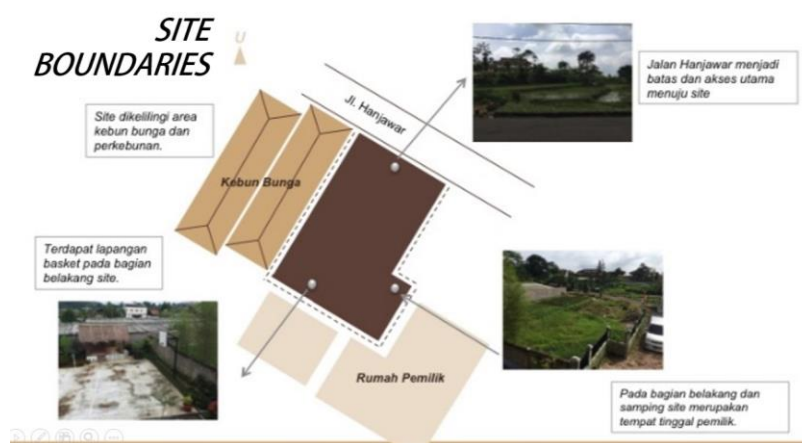 SITE
BOUNDARIES
U
Jalan Hanjawar menjadi
batas dan akses utama
menuju site
Jl. Hanjawar
Site dikelilingi area
kebun bunga dan
perkebunan.
Kebun Bunga
Terdapat lapangan
basket pada bagian
belakang site.
Rumah Pemilik
Pada bagian belakang dan
samping site merupakan
tempat tinggal pemilik.